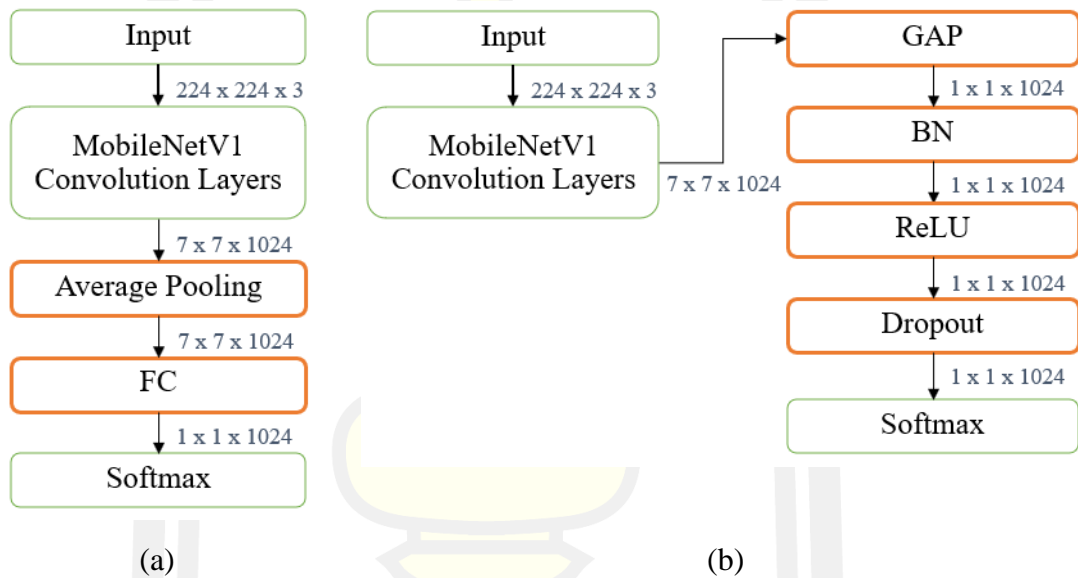 Input
224 x 224 x 3
MobileNetV1
Convolution Layers
7 x 7 x 1024
Average Pooling
7 x 7 x 1024
FC
1 x 1 x 1024
Softmax
(a)
Input
224 x 224 x 3
MobileNetV1
Convolution Layers
7 x 7 x 1024
GAP
1 x 1 x 1024
BN
1 x 1 x 1024
ReLU
1 x 1 x 1024
Dropout
1 x 1 x 1024
Softmax
(b)